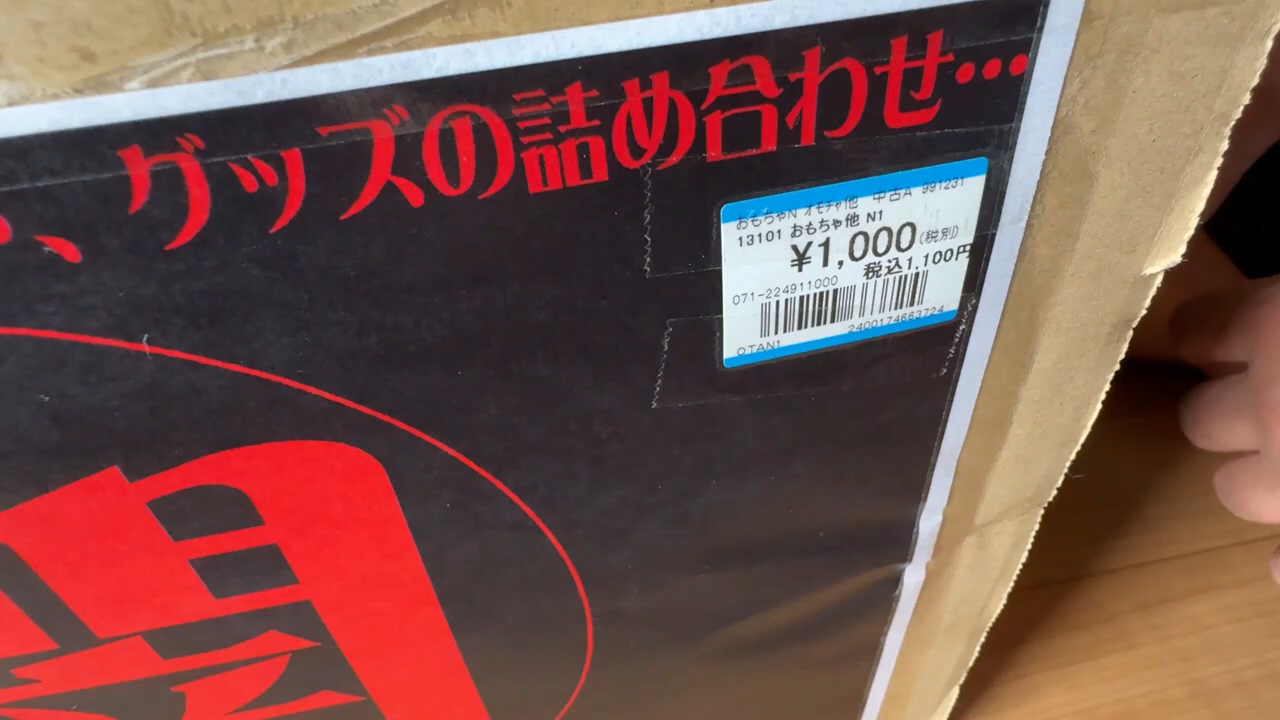 、グッズの詰め合わせ…
おもちゃN オモチャ他 中古A 991231
13101 おもちゃ他 N1
¥1,000(税別)
税込1,100円
071-224911000
2400174663724
OTAN1